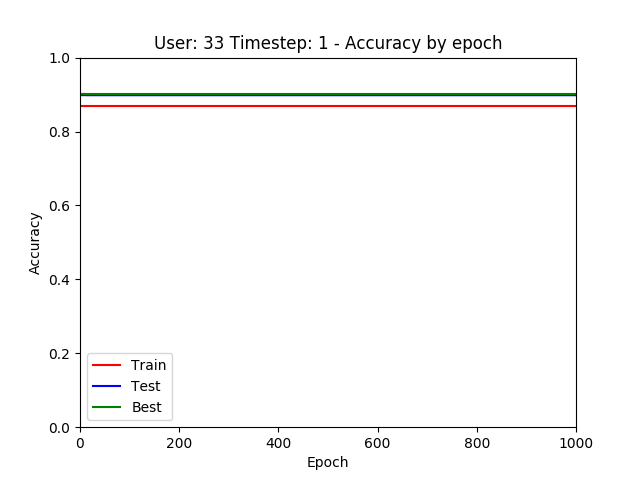 User: 33 Timestep: 1 - Accuracy by epoch
1.0
0.8
0.6
0.4
0.2
0.0
Accuracy
Train
Test
Best
0 200 400 600 800 1000
Epoch